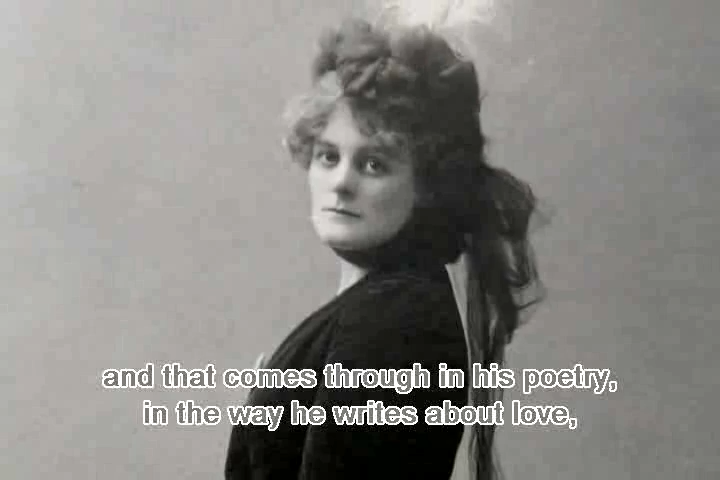 and that comes through in his poetry,
in the way he writes about love,